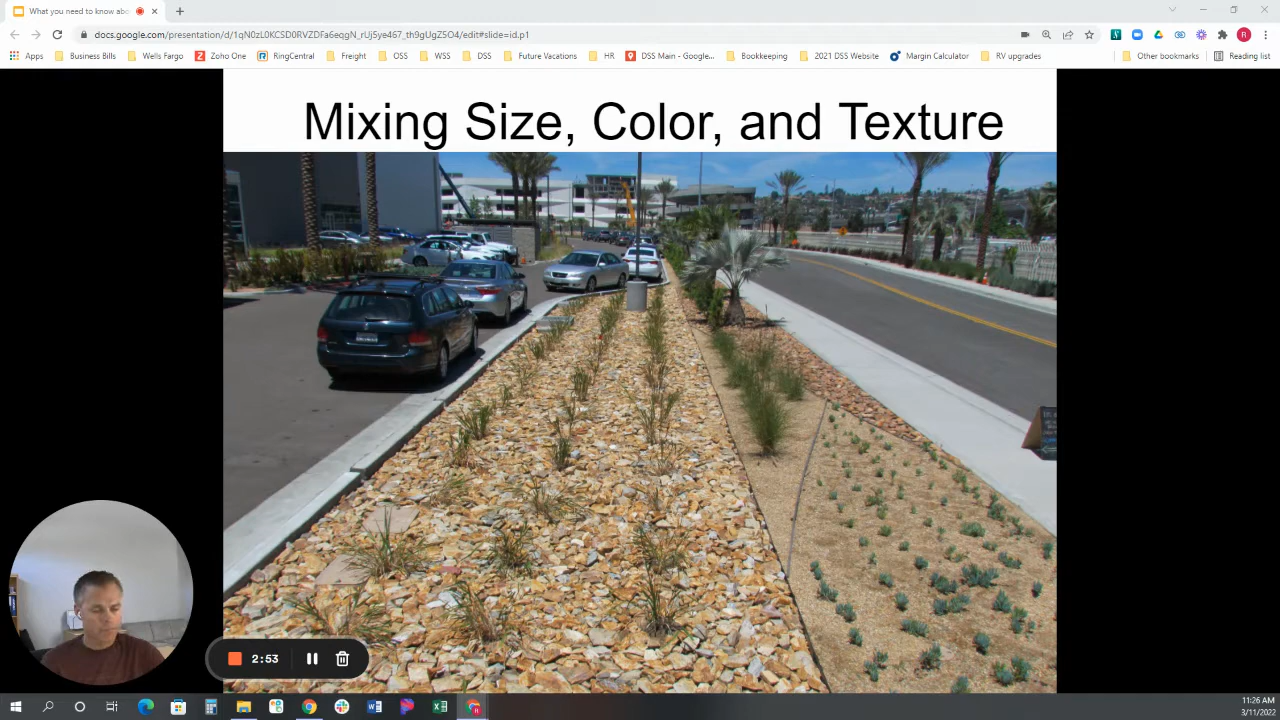 What you need to know abo
docs.google.com/presentation/d/1qN0zL0KCSD0RVZDFa6eqgN_rUj5ye467_th9gUgZ5O4/edit#slide=id.p1
Apps Business Bills Wells Fargo Zoho One RingCentral Freight OSS WSS DSS Future Vacations HR DSS Main - Google... Bookkeeping 2021 DSS Website Margin Calculator RV upgrades Other bookmarks Reading list
Mixing Size, Color, and Texture
2:53
11:26 AM
3/11/2022